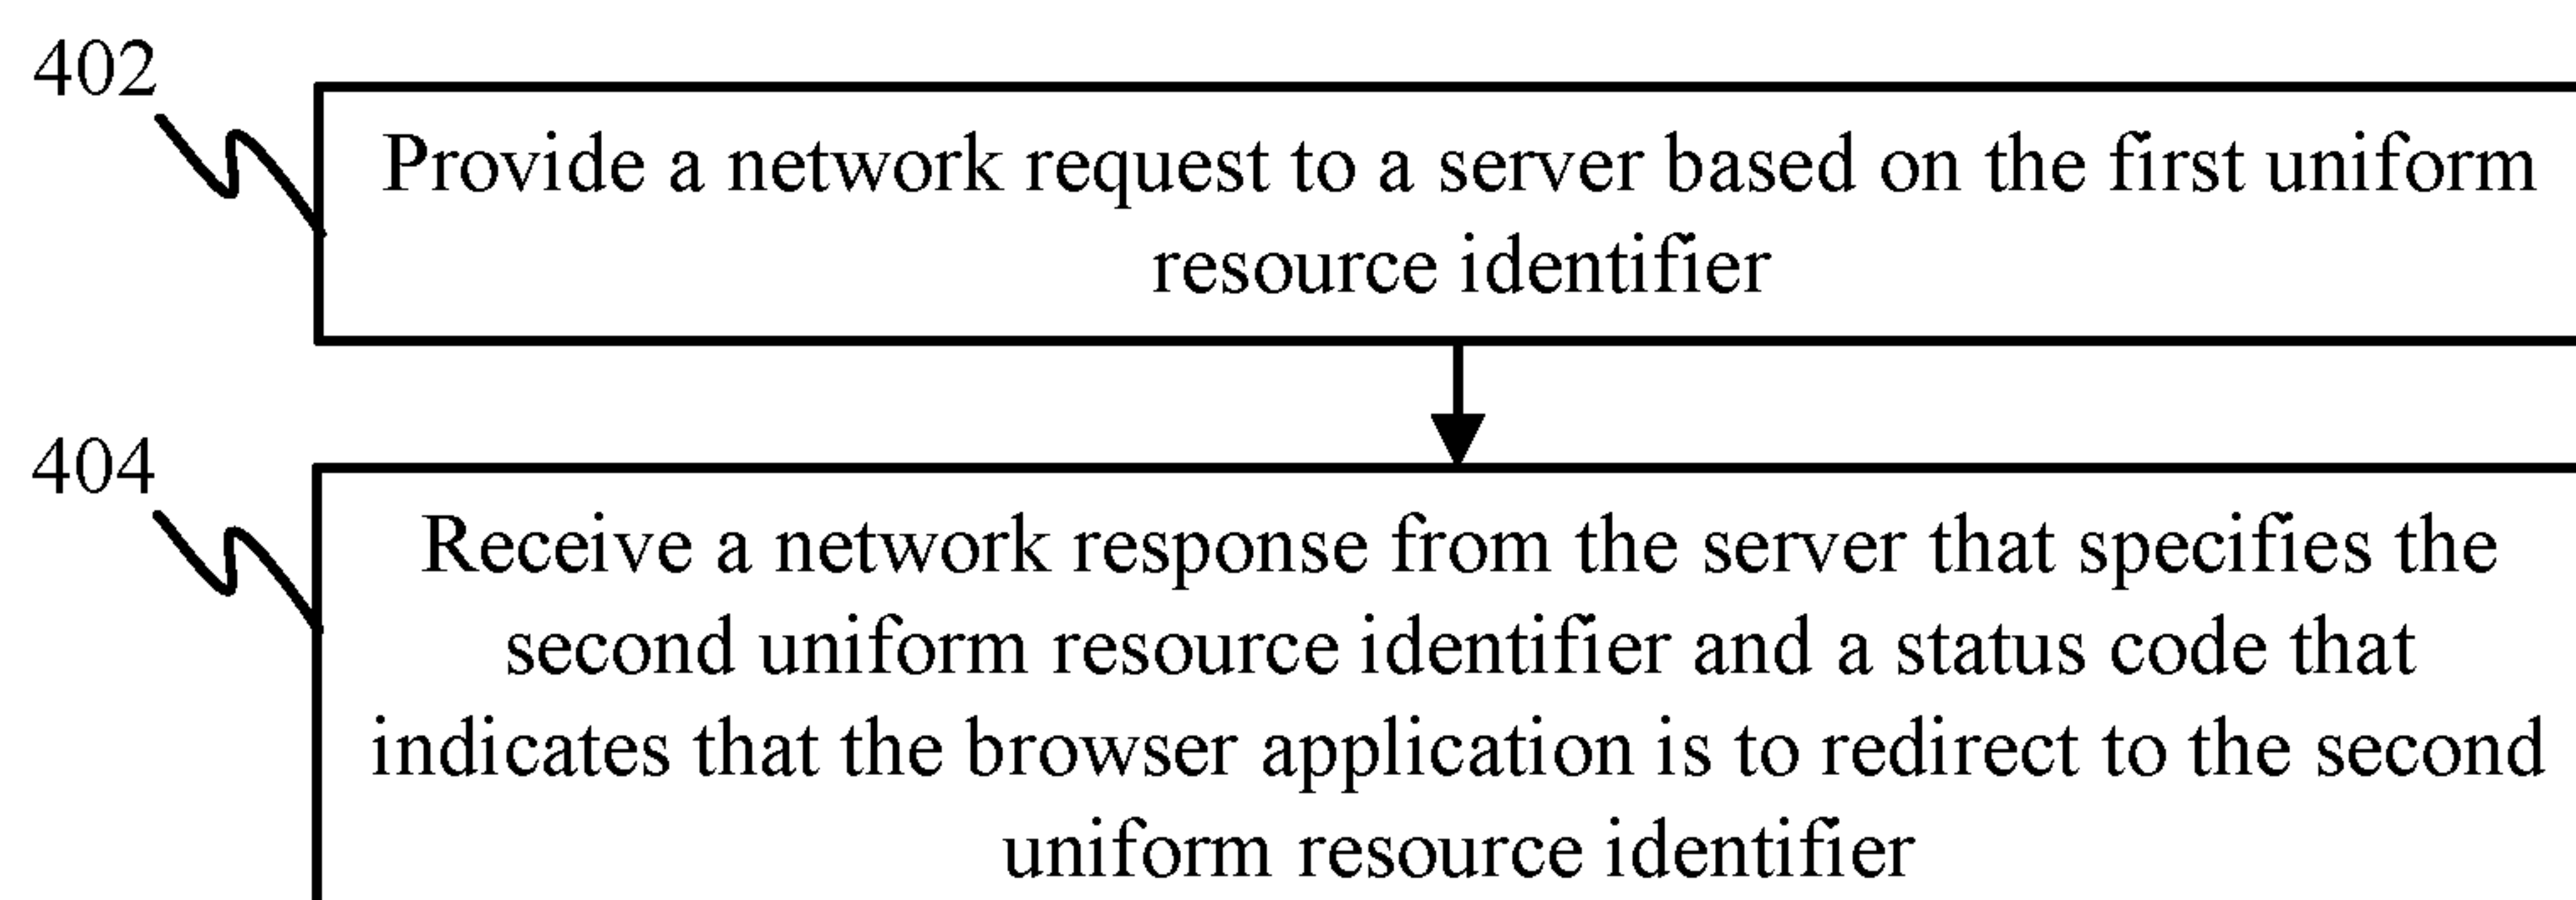 402
Provide a network request to a server based on the first uniform
resource identifier
404
Receive a network response from the server that specifies the
second uniform resource identifier and a status code that
indicates that the browser application is to redirect to the second
uniform resource identifier